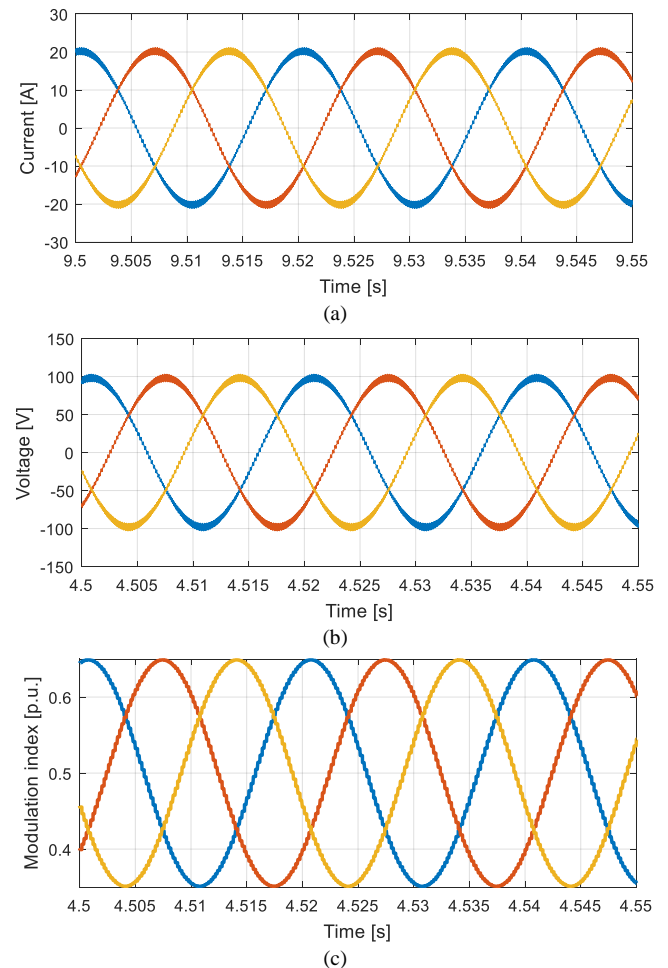 30
20
10
0
-10
-20
-30
Current [A]
9.5 9.505 9.51 9.515 9.52 9.525 9.53 9.535 9.54 9.545 9.55
Time [s]
(a)
150
100
50
0
-50
-100
-150
Voltage [V]
4.5 4.505 4.51 4.515 4.52 4.525 4.53 4.535 4.54 4.545 4.55
Time [s]
(b)
0.6
0.5
0.4
Modulation index [p.u.]
4.5 4.505 4.51 4.515 4.52 4.525 4.53 4.535 4.54 4.545 4.55
Time [s]
(c)